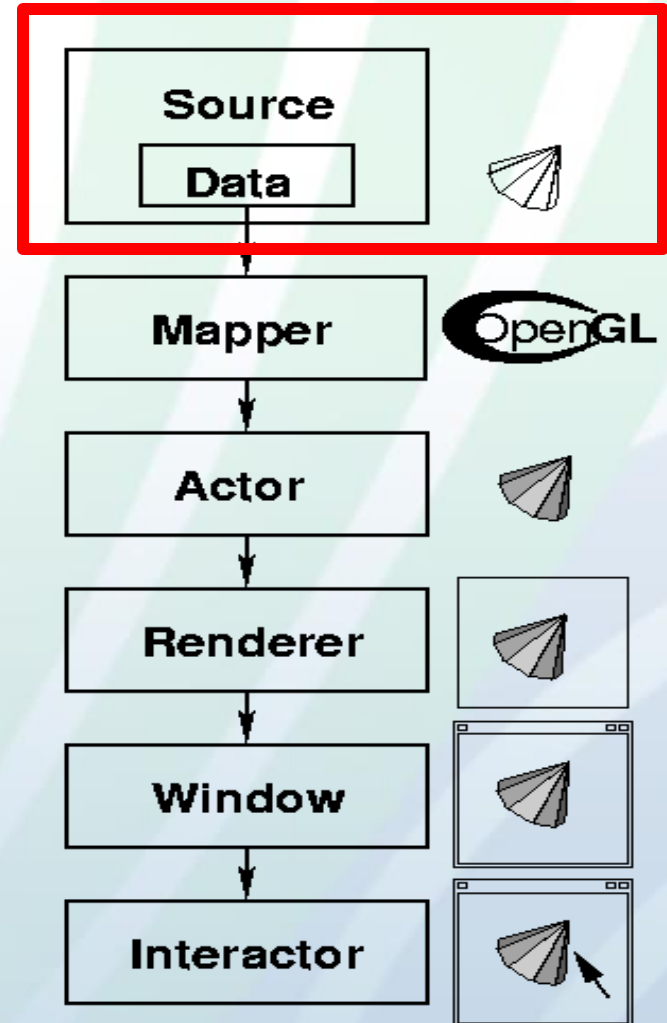 Source
Data
Mapper
OpenGL
Actor
Renderer
Window
Interactor